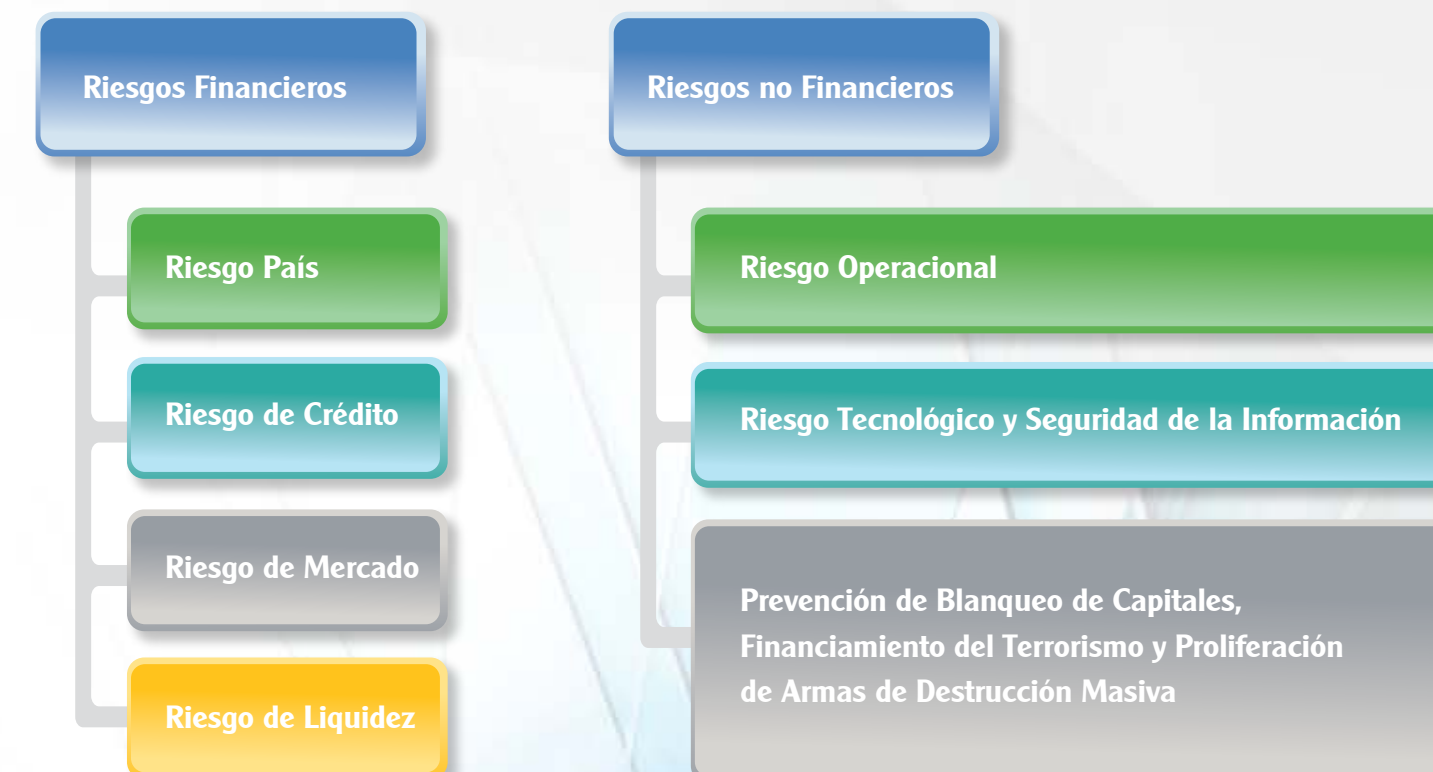 Riesgos Financieros
Riesgo País
Riesgo de Crédito
Riesgo de Mercado
Riesgo de Liquidez
Riesgos no Financieros
Riesgo Operacional
Riesgo Tecnológico y Seguridad de la Información
Prevención de Blanqueo de Capitales,
Financiamiento del Terrorismo y Proliferación
de Armas de Destrucción Masiva